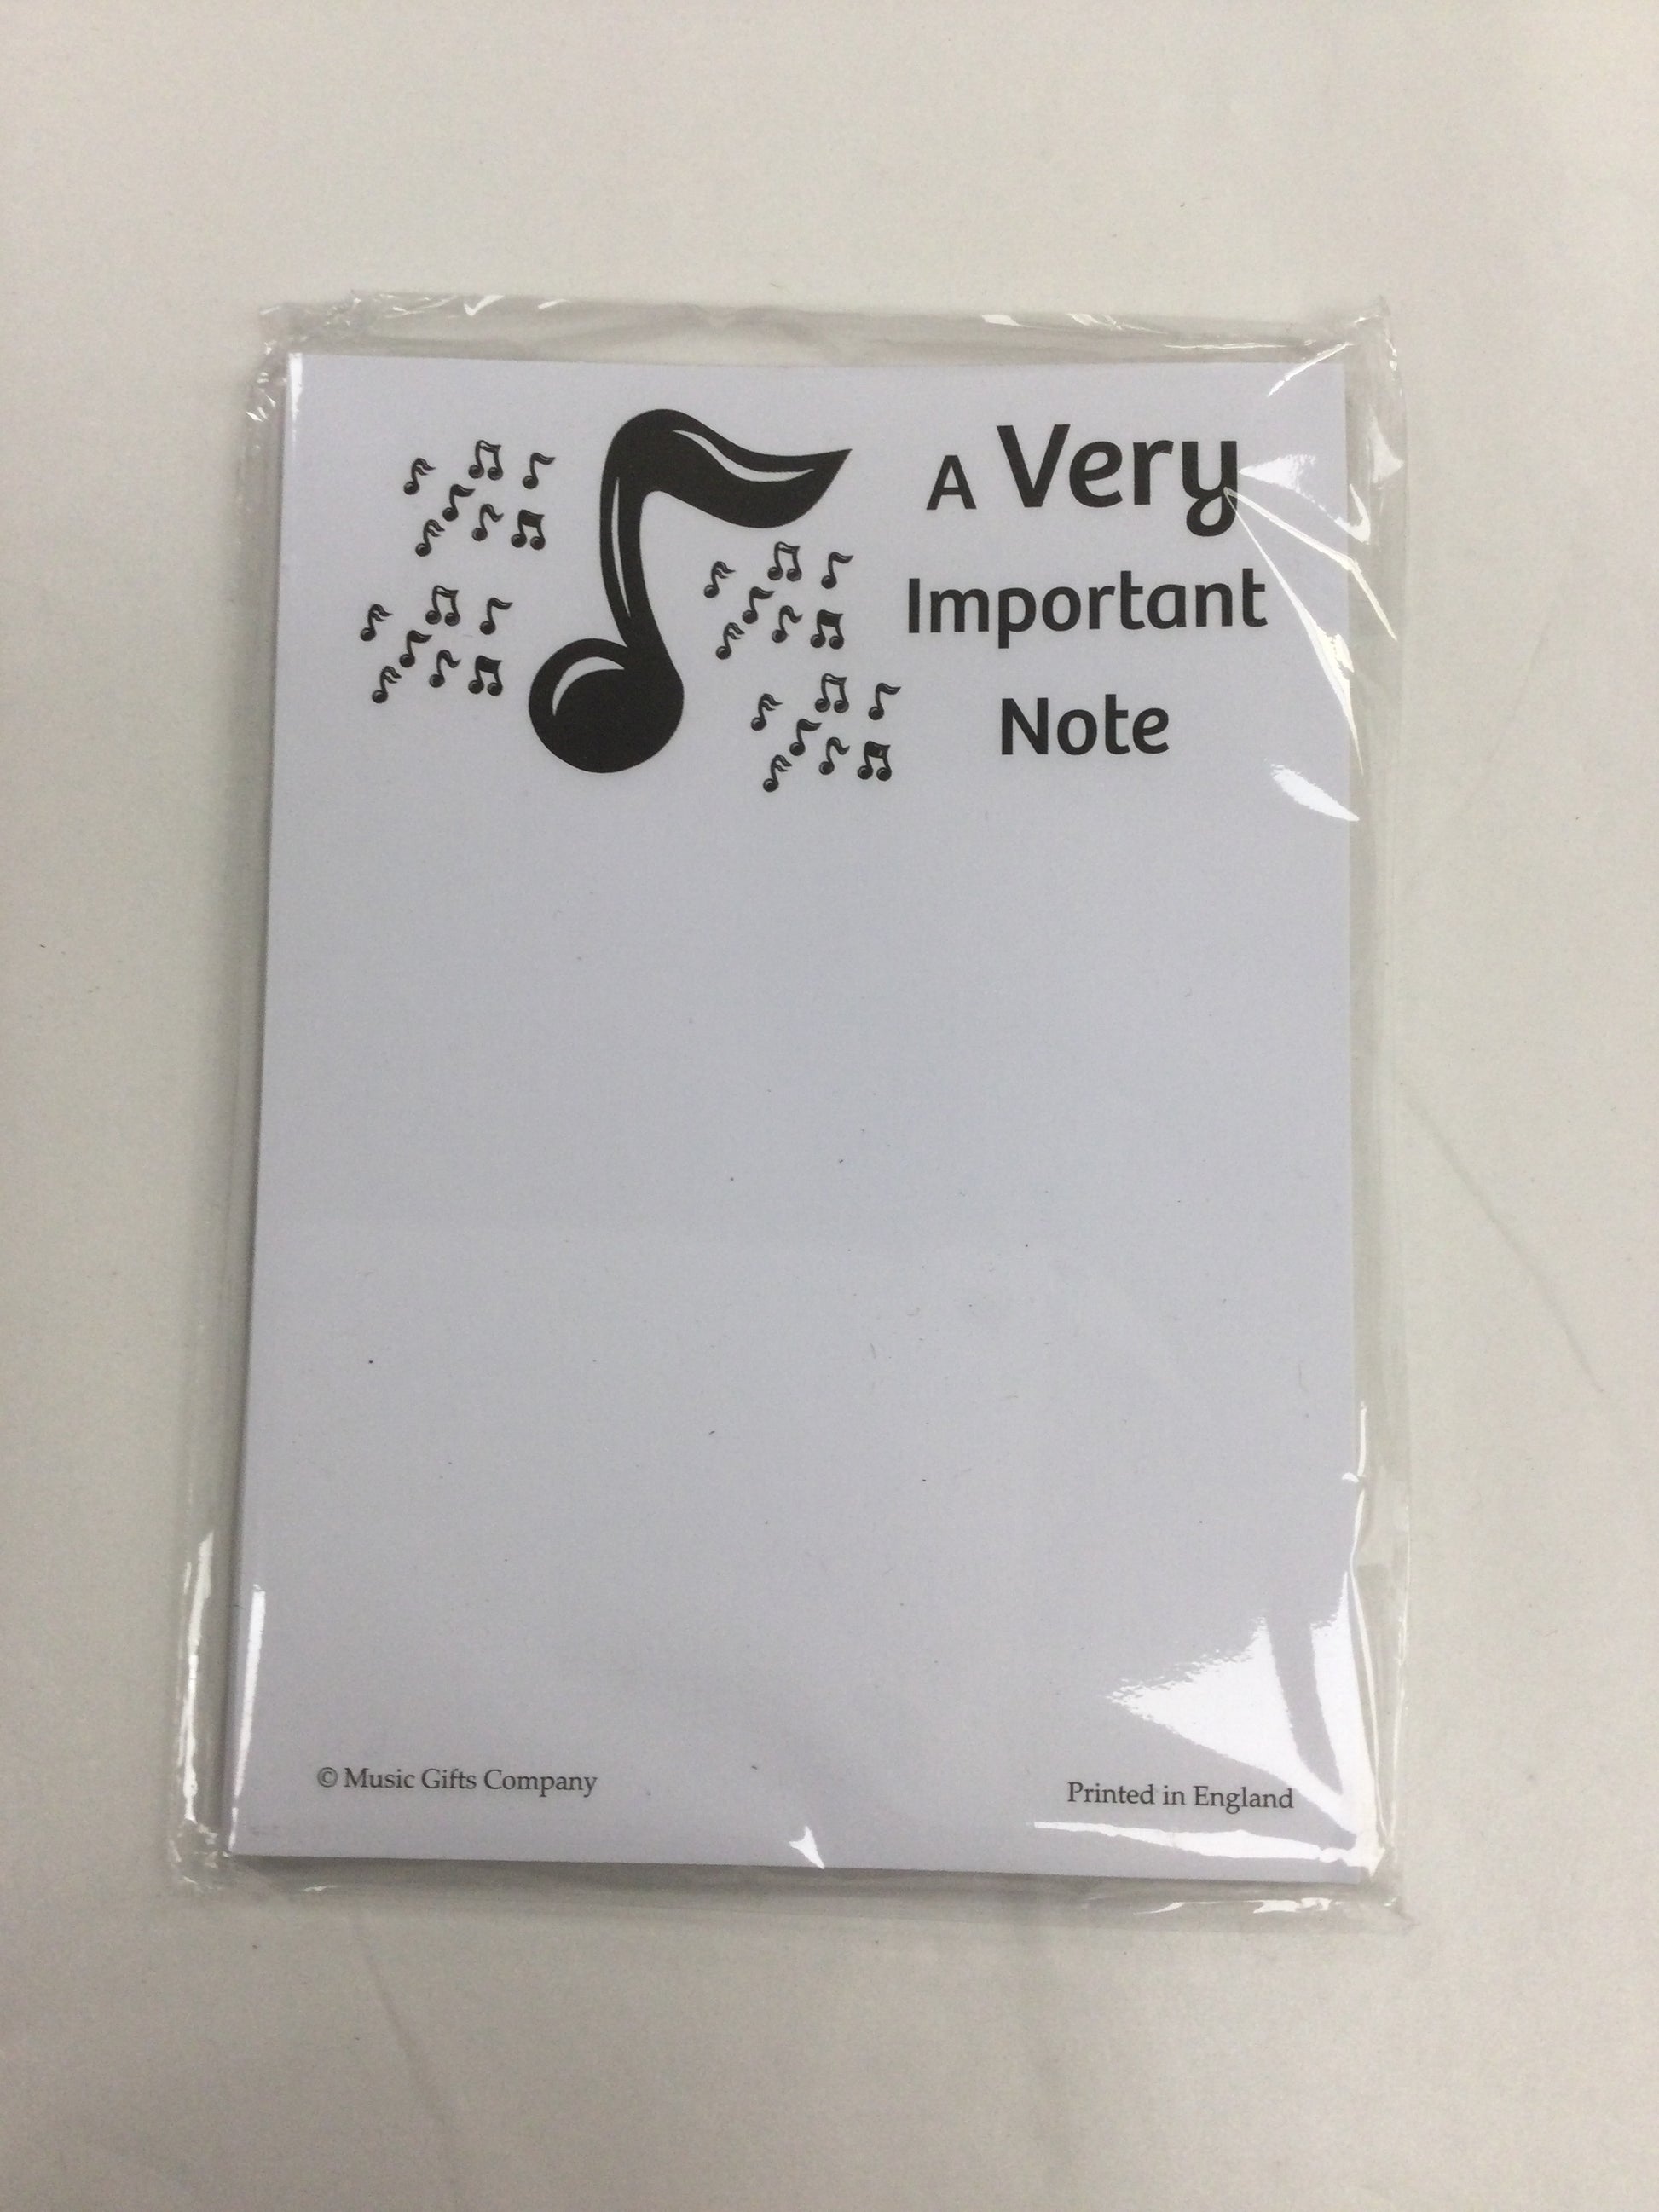 A Very
Important
Note
© Music Gifts Company
Printed in England